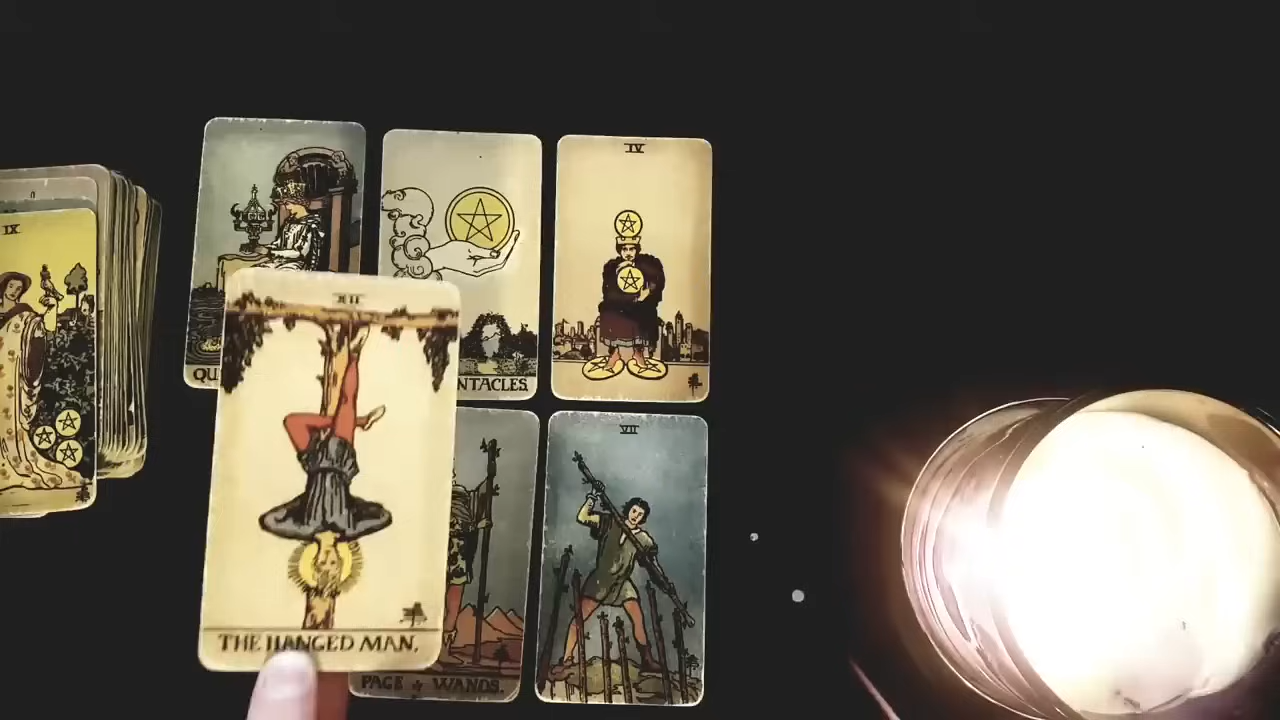 IV
IX
QU
NTACLES.
XII
VII
THE HANGED MAN.
PAGE of WANDS.